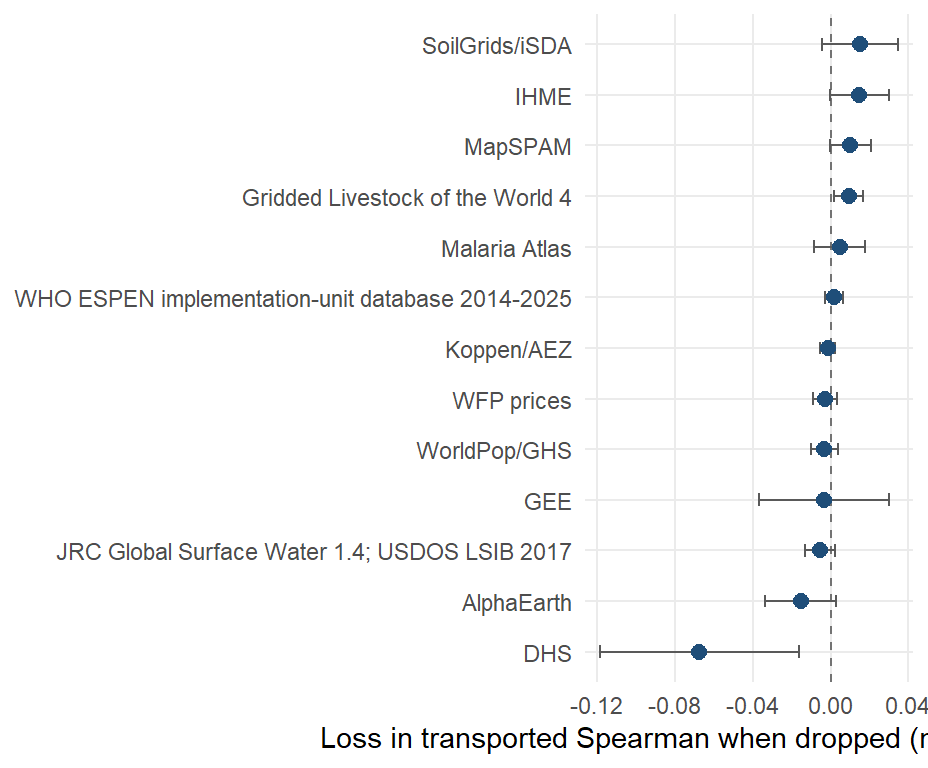 SoilGrids/iSDA
IHME
MapSPAM
Gridded Livestock of the World 4
Malaria Atlas
WHO ESPEN implementation-unit database 2014-2025
Koppen/AEZ
WFP prices
WorldPop/GHS
GEE
JRC Global Surface Water 1.4; USDOS LSIB 2017
AlphaEarth
DHS
-0.12 -0.08 -0.04 0.00 0.04
Loss in transported Spearman when dropped (